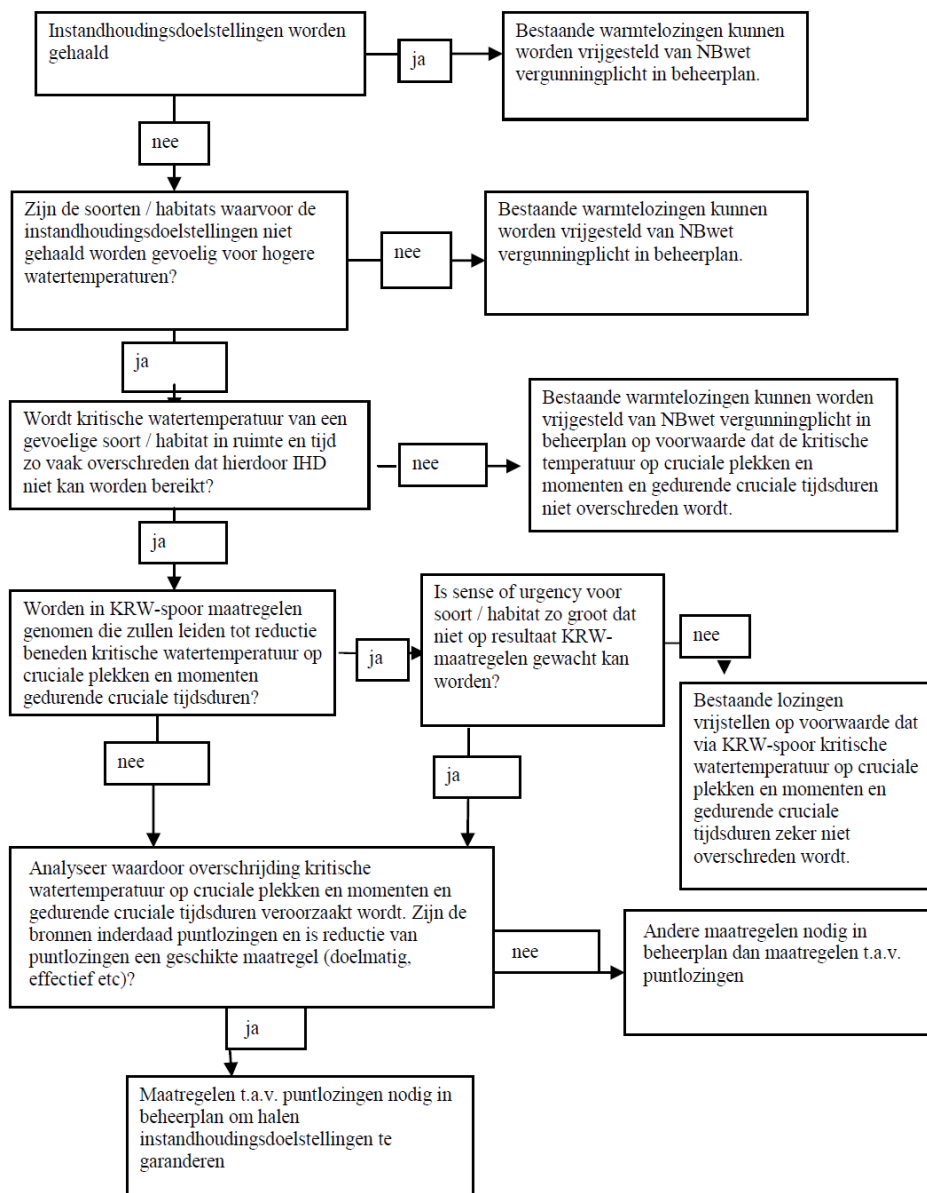 Instandhoudingsdoelstellingen worden
gehaald
ja
Bestaande warmtelozingen kunnen
worden vrijgesteld van NBwet
vergunningplicht in beheerplan.
nee
Zijn de soorten / habitats waarvoor de
instandhoudingsdoelstellingen niet
gehaald worden gevoelig voor hogere
watertemperaturen?
nee
Bestaande warmtelozingen kunnen
worden vrijgesteld van NBwet
vergunningplicht in beheerplan.
ja
Wordt kritische watertemperatuur van een
gevoelige soort / habitat in ruimte en tijd
zo vaak overschreden dat hierdoor IHD
niet kan worden bereikt?
nee
Bestaande warmtelozingen kunnen worden
vrijgesteld van NBwet vergunningplicht in
beheerplan op voorwaarde dat de kritische
temperatuur op cruciale plekken en
momenten en gedurende cruciale tijdsduren
niet overschreden wordt.
ja
Worden in KRW-spoor maatregelen
genomen die zullen leiden tot reductie
beneden kritische watertemperatuur op
cruciale plekken en momenten
gedurende cruciale tijdsduren?
ja
Is sense of urgency voor
soort / habitat zo groot dat
niet op resultaat KRW-
maatregelen gewacht kan
worden?
nee
Bestaande lozingen
vrijstellen op voorwaarde dat
via KRW-spoor kritische
watertemperatuur op cruciale
plekken en momenten en
gedurende cruciale
tijdsduren zeker niet
overschreden wordt.
nee
ja
Analyseer waardoor overschrijding kritische
watertemperatuur op cruciale plekken en momenten en
gedurende cruciale tijdsduren veroorzaakt wordt. Zijn de
bronnen inderdaad puntlozingen en is reductie van
puntlozingen een geschikte maatregel (doelmatig,
effectief etc)?
nee
Andere maatregelen nodig in
beheerplan dan maatregelen t.a.v.
puntlozingen
ja
Maatregelen t.a.v. puntlozingen nodig in
beheerplan om halen
instandhoudingsdoelstellingen te
garanderen